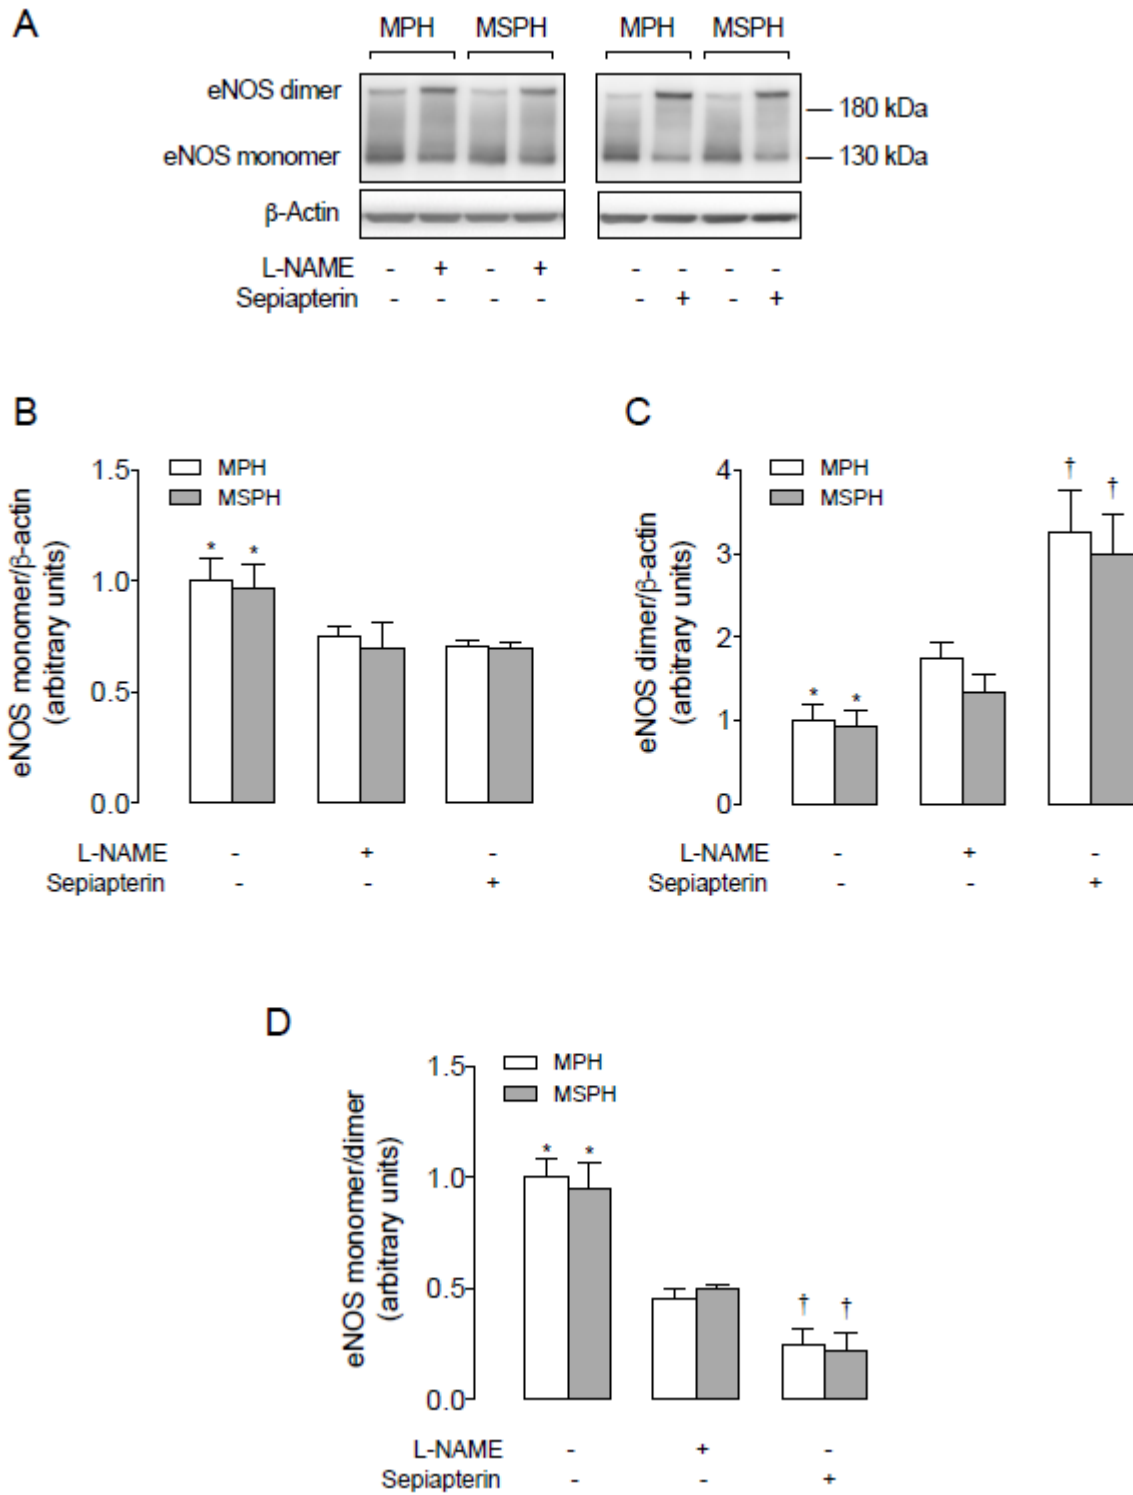 A
MPH MSPH MPH MSPH
eNOS dimer
180 kDa
eNOS monomer
130 kDa
β-Actin
L-NAME - + - + - - - -
Sepiapterin - - - - - + - +
B
MPH
MSPH
eNOS monomer/β-actin
(arbitrary units)
1.5
1.0
0.5
0.0
* *
L-NAME - + -
Sepiapterin - - +
C
MPH
MSPH
eNOS dimer/β-actin
(arbitrary units)
4
3
2
1
0
* * † †
L-NAME - + -
Sepiapterin - - +
D
MPH
MSPH
eNOS monomer/dimer
(arbitrary units)
1.5
1.0
0.5
0.0
* * † †
L-NAME - + -
Sepiapterin - - +